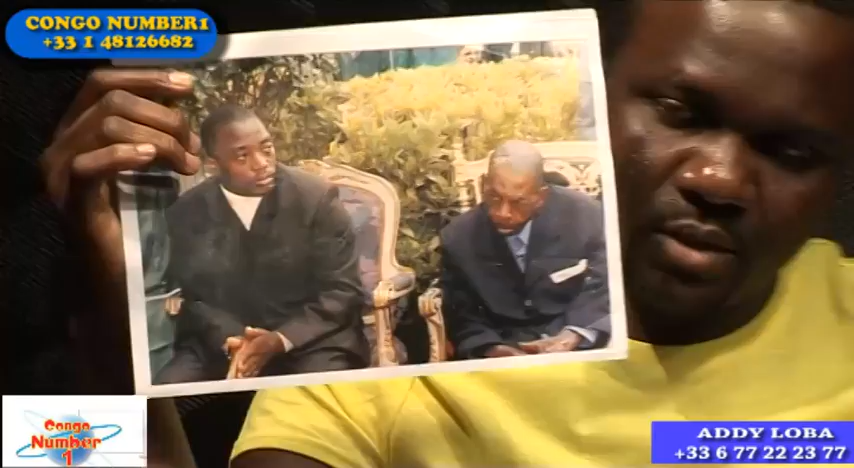 CONGO NUMBER1
+33 1 48126682
Congo
Number
1
ADDY LOBA
+33 6 77 22 23 77